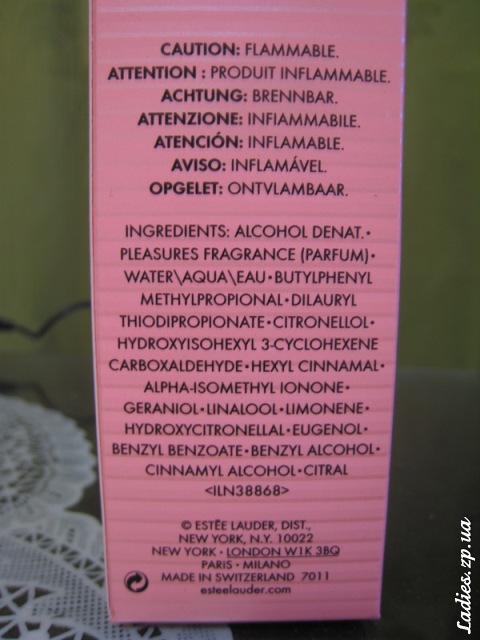 CAUTION: FLAMMABLE.
ATTENTION : PRODUIT INFLAMMABLE.
ACHTUNG: BRENNBAR.
ATTENZIONE: INFIAMMABILE.
ATENCIÓN: INFLAMABLE.
AVISO: INFLAMÁVEL.
OPGELET: ONTVLAMBAAR.
INGREDIENTS: ALCOHOL DENAT.•
PLEASURES FRAGRANCE (PARFUM)•
WATER\AQUA\EAU•BUTYLPHENYL
METHYLPROPIONAL•DILAURYL
THIODIPROPIONATE•CITRONELLOL•
HYDROXYISOHEXYL 3-CYCLOHEXENE
CARBOXALDEHYDE•HEXYL CINNAMAL•
ALPHA-ISOMETHYL IONONE•
GERANIOL•LINALOOL•LIMONENE•
HYDROXYCITRONELLAL•EUGENOL•
BENZYL BENZOATE•BENZYL ALCOHOL•
CINNAMYL ALCOHOL•CITRAL
<ILN38868>
© ESTĒE LAUDER, DIST.,
NEW YORK, N.Y. 10022
NEW YORK · LONDON W1K 3BQ
PARIS · MILANO
MADE IN SWITZERLAND 7011
esteelauder.com
Ladies.zp.ua